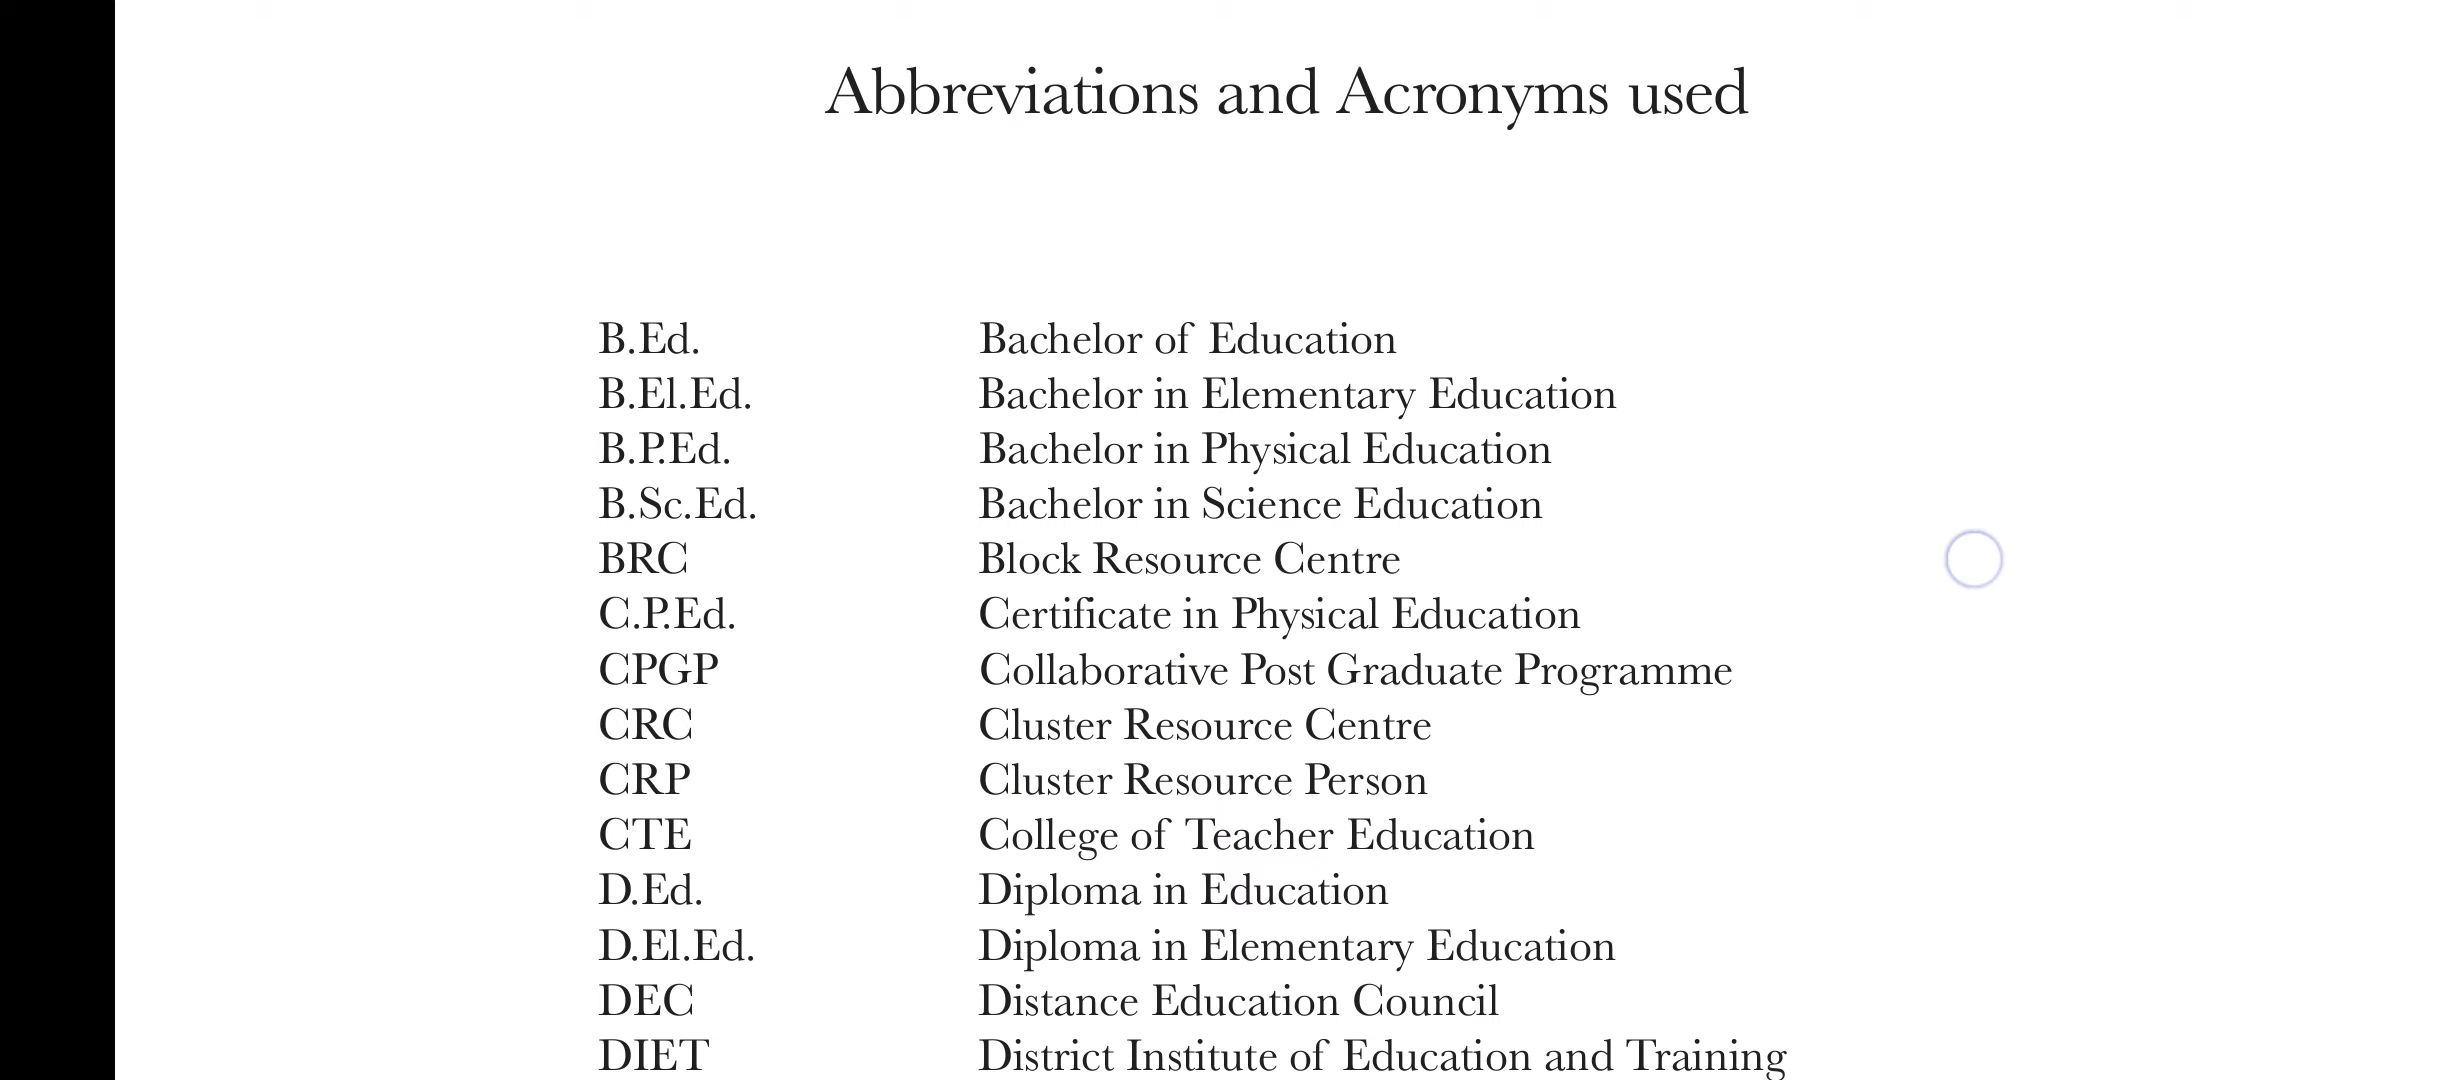 Abbreviations and Acronyms used
B.Ed. Bachelor of Education
B.El.Ed. Bachelor in Elementary Education
B.P.Ed. Bachelor in Physical Education
B.Sc.Ed. Bachelor in Science Education
BRC Block Resource Centre
C.P.Ed. Certificate in Physical Education
CPGP Collaborative Post Graduate Programme
CRC Cluster Resource Centre
CRP Cluster Resource Person
CTE College of Teacher Education
D.Ed. Diploma in Education
D.El.Ed. Diploma in Elementary Education
DEC Distance Education Council
DIET District Institute of Education and Training